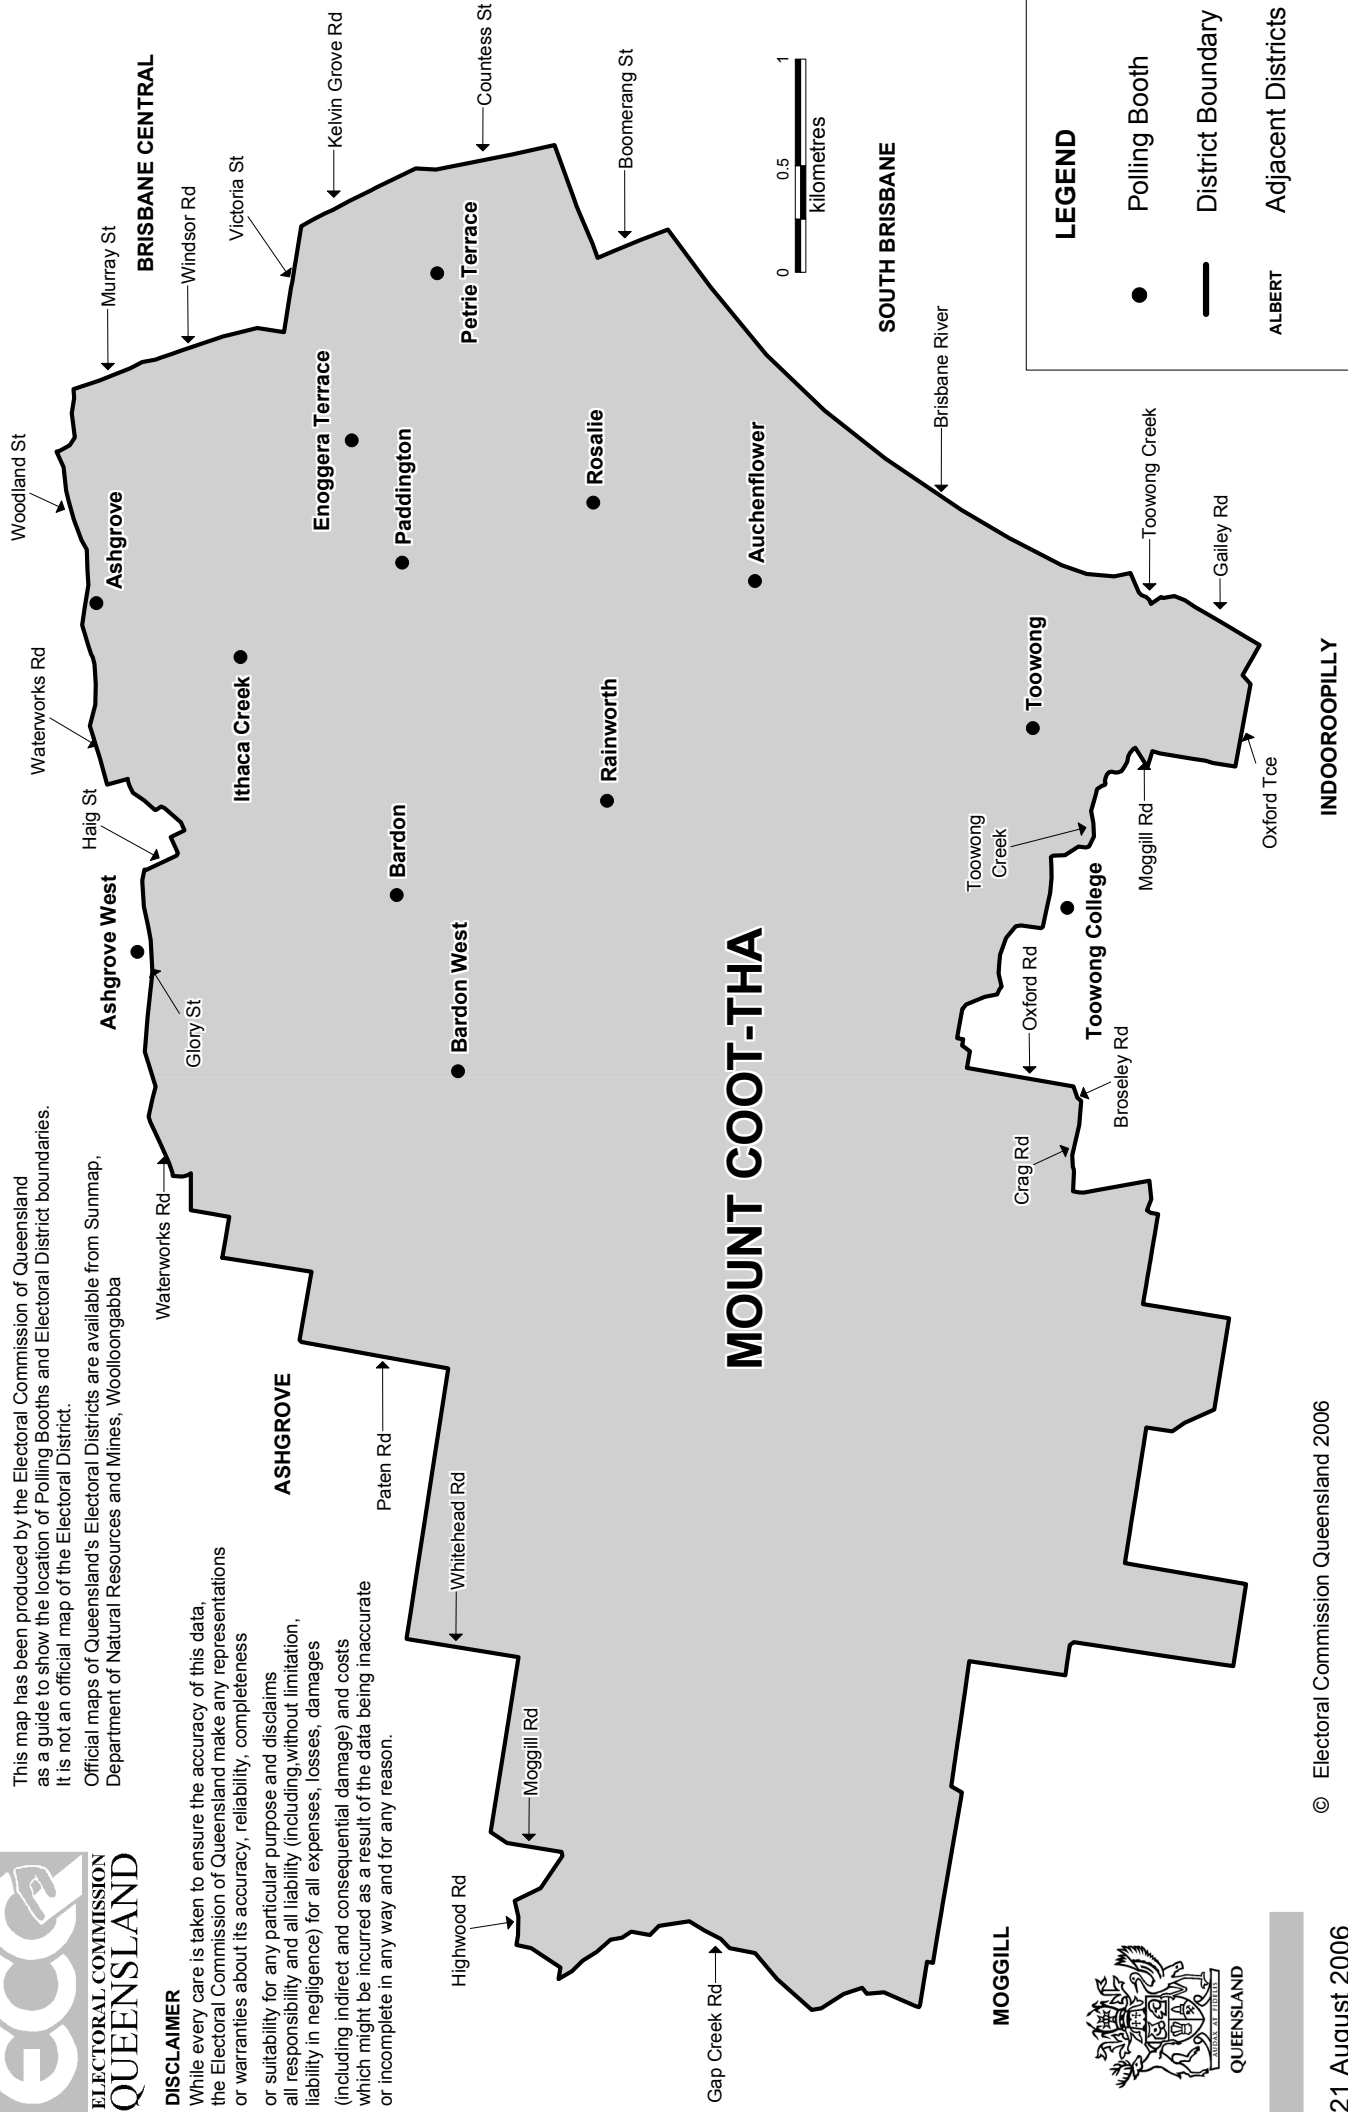 ELECTORAL COMMISSION
QUEENSLAND
This map has been produced by the Electoral Commission of Queensland
as a guide to show the location of Polling Booths and Electoral District boundaries.
It is not an official map of the Electoral District.
Official maps of Queensland's Electoral Districts are available from Sunmap,
Department of Natural Resources and Mines, Woolloongabba
DISCLAIMER
While every care is taken to ensure the accuracy of this data,
the Electoral Commission of Queensland make any representations
or warranties about its accuracy, reliability, completeness
or suitability for any particular purpose and disclaims
all responsibility and all liability (including,without limitation,
liability in negligence) for all expenses, losses, damages
(including indirect and consequential damage) and costs
which might be incurred as a result of the data being inaccurate
or incomplete in any way and for any reason.
Woodland St
Waterworks Rd
Haig St
Ashgrove
Murray St
BRISBANE CENTRAL
Windsor Rd
Victoria St
Kelvin Grove Rd
Countess St
Boomerang St
Ashgrove West
Glory St
Waterworks Rd
Ithaca Creek
Enoggera Terrace
Paddington
Petrie Terrace
ASHGROVE
Paten Rd
Whitehead Rd
Bardon
Bardon West
Rainworth
Rosalie
Auchenflower
Moggill Rd
Highwood Rd
Gap Creek Rd
MOUNT COOT-THA
0
0.5
1
kilometres
SOUTH BRISBANE
Brisbane River
Toowong
Toowong
Creek
Oxford Rd
Crag Rd
Broseley Rd
Toowong College
Moggill Rd
Toowong Creek
Gailey Rd
Oxford Tce
MOGGILL
INDOOROOPILLY
LEGEND
Polling Booth
District Boundary
ALBERT
Adjacent Districts
AUDAX AT FIDELIS
QUEENSLAND
© Electoral Commission Queensland 2006
21 August 2006